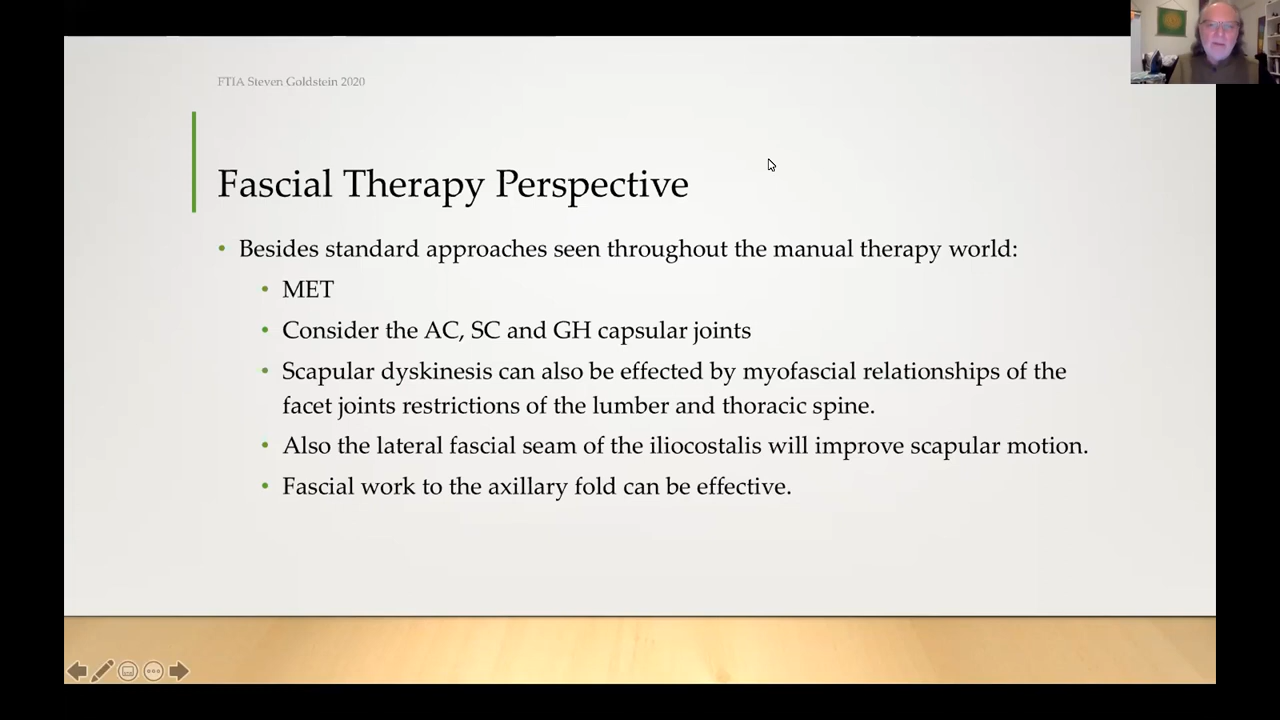 FTIA Steven Goldstein 2020
Fascial Therapy Perspective
• Besides standard approaches seen throughout the manual therapy world:
• MET
• Consider the AC, SC and GH capsular joints
• Scapular dyskinesis can also be effected by myofascial relationships of the
facet joints restrictions of the lumber and thoracic spine.
• Also the lateral fascial seam of the iliocostalis will improve scapular motion.
• Fascial work to the axillary fold can be effective.